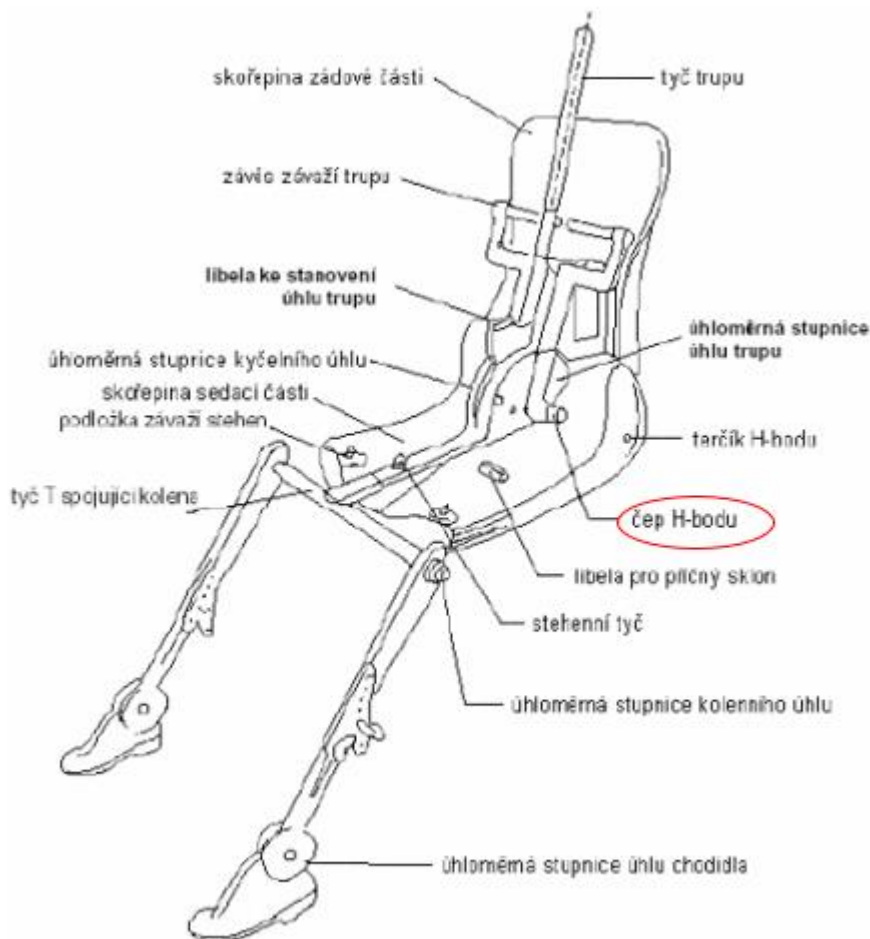 skořepina zádové části
tyč trupu
závěs závaží trupu
libela ke stanovení
úhlu trupu
úhloměrná stupnice
úhlu trupu
úhloměrná stupnice kyčelního úhlu
skořepina sedací části
podložka závaží stehen
terčík H-bodu
tyč T spojující kolena
čep H-bodu
libela pro příčný sklon
stehenní tyč
úhloměrná stupnice kolenního úhlu
úhloměrná stupnice úhlu chodidla